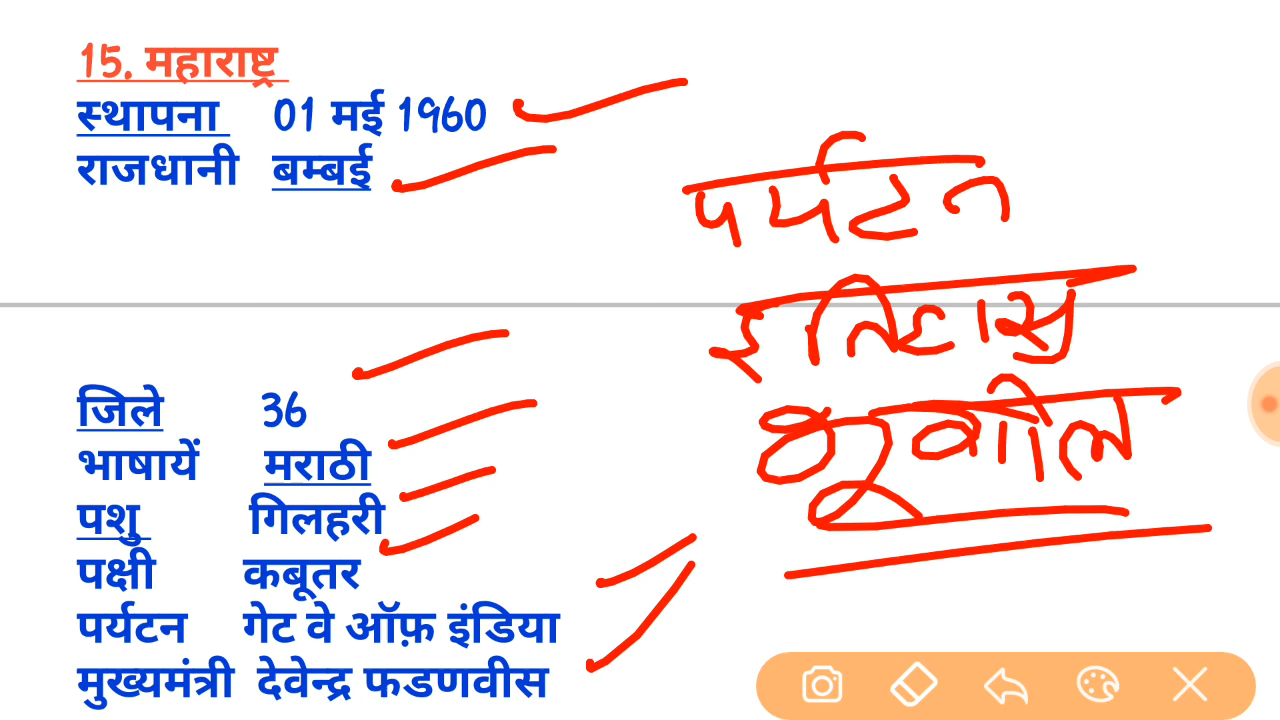 15. महाराष्ट्र
स्थापना 01 मई 1960
राजधानी बम्बई
पर्यटन
इतिहास
भूगोल
जिले 36
भाषायें मराठी
पशु गिलहरी
पक्षी कबूतर
पर्यटन गेट वे ऑफ़ इंडिया
मुख्यमंत्री देवेन्द्र फडणवीस